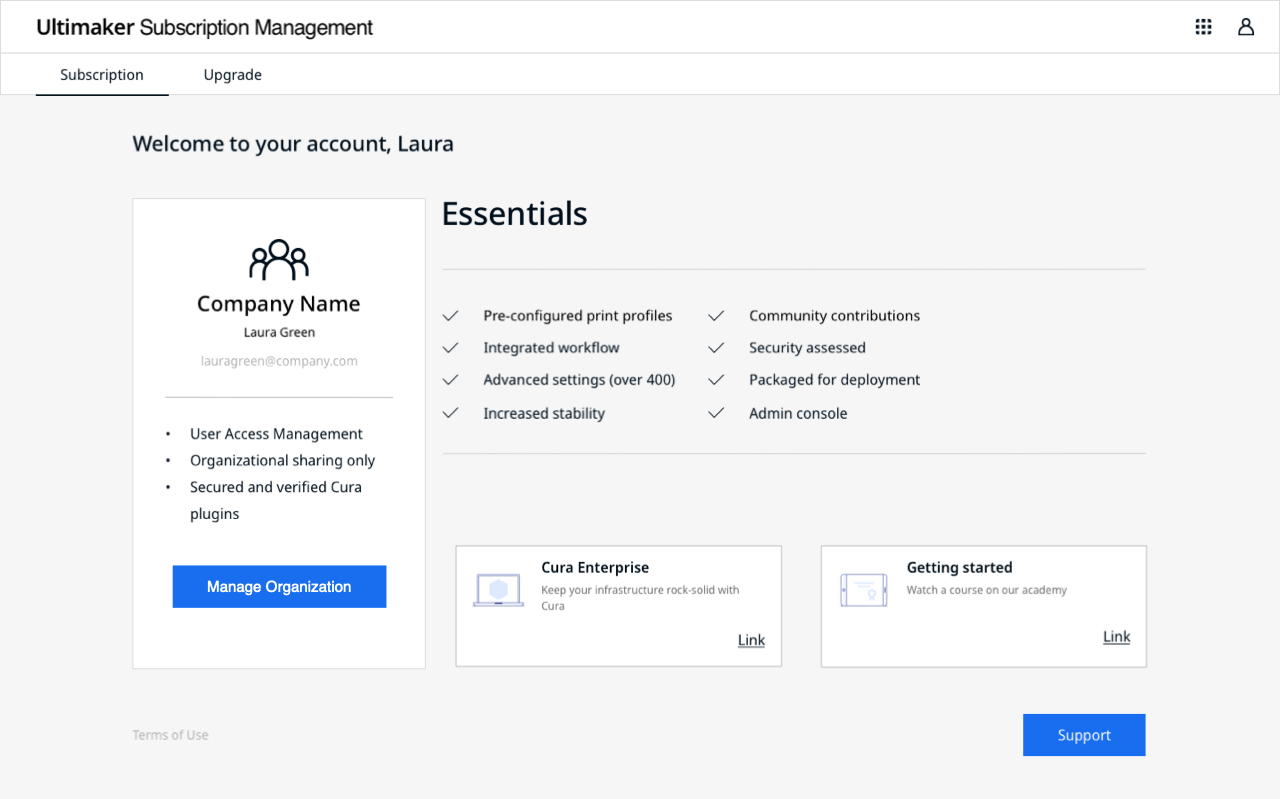 Ultimaker Subscription Management
Subscription
Upgrade
Welcome to your account, Laura
Company Name
Laura Green
lauragreen@company.com
• User Access Management
• Organizational sharing only
• Secured and verified Cura
plugins
Manage Organization
Essentials
Pre-configured print profiles
Integrated workflow
Advanced settings (over 400)
Increased stability
Community contributions
Security assessed
Packaged for deployment
Admin console
Cura Enterprise
Keep your infrastructure rock-solid with
Cura
Link
Getting started
Watch a course on our academy
Link
Terms of Use
Support